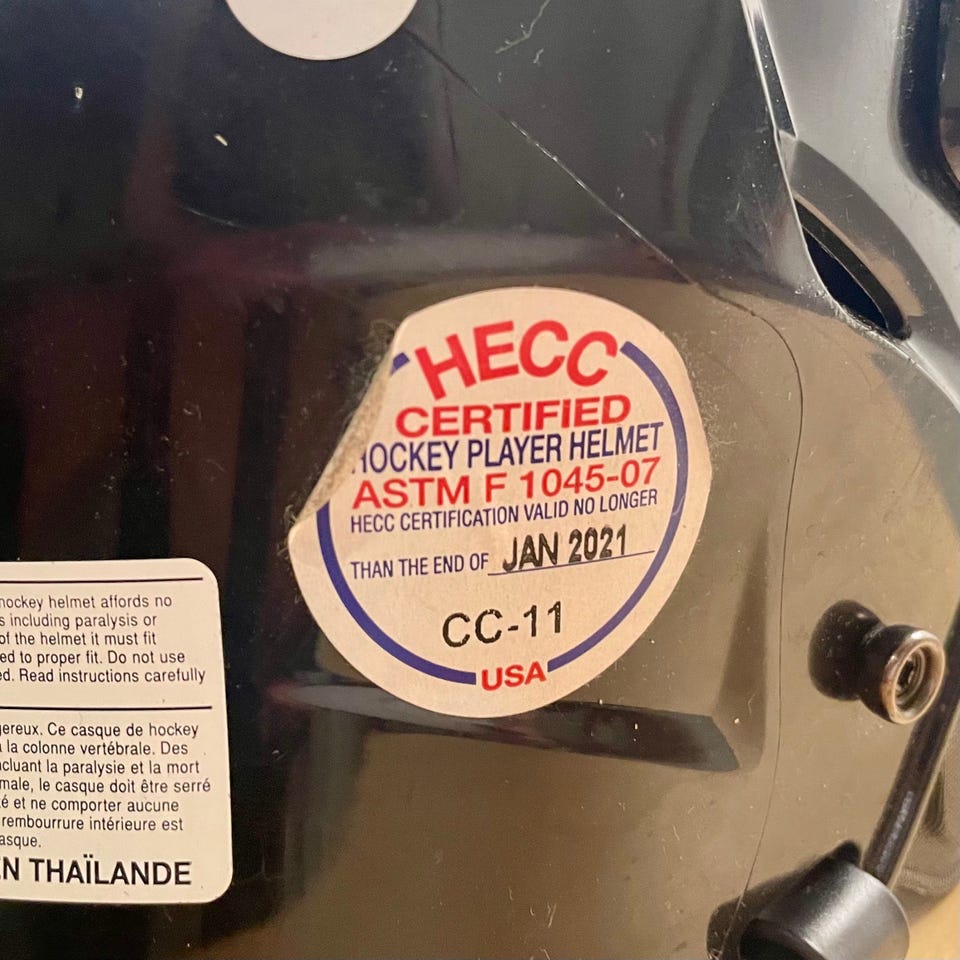 HECC
CERTIFIED
HOCKEY PLAYER HELMET
ASTM F 1045-07
HECC CERTIFICATION VALID NO LONGER
THAN THE END OF JAN 2021
CC-11
USA
hockey helmet affords no
s including paralysis or
of the helmet it must fit
ed to proper fit. Do not use
ed. Read instructions carefully
gereux. Ce casque de hockey
la colonne vertébrale. Des
cluant la paralysie et la mort
male, le casque doit être serré
é et ne comporter aucune
rembourrure intérieure est
asque.
EN THAÏLANDE